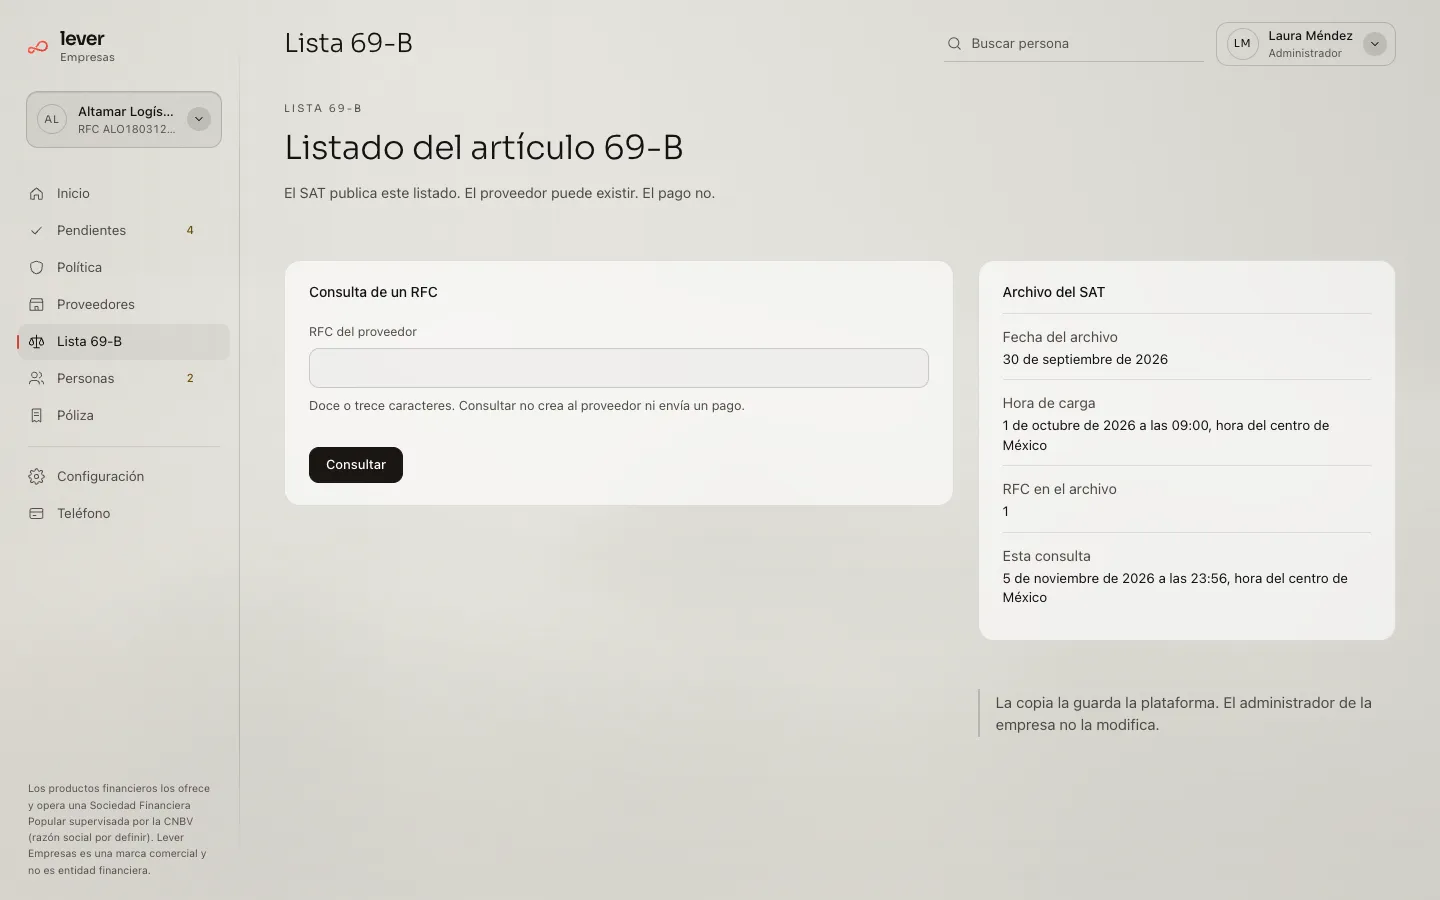 lever
Empresas
AL
Altamar Logís...
RFC ALO180312...
Inicio
Pendientes 4
Política
Proveedores
Lista 69-B
Personas 2
Póliza
Configuración
Teléfono
Los productos financieros los ofrece
y opera una Sociedad Financiera
Popular supervisada por la CNBV
(razón social por definir). Lever
Empresas es una marca comercial y
no es entidad financiera.
Lista 69-B
Buscar persona
LM
Laura Méndez
Administrador
LISTA 69-B
Listado del artículo 69-B
El SAT publica este listado. El proveedor puede existir. El pago no.
Consulta de un RFC
RFC del proveedor
Doce o trece caracteres. Consultar no crea al proveedor ni envía un pago.
Consultar
Archivo del SAT
Fecha del archivo
30 de septiembre de 2026
Hora de carga
1 de octubre de 2026 a las 09:00, hora del centro de
México
RFC en el archivo
1
Esta consulta
5 de noviembre de 2026 a las 23:56, hora del centro de
México
La copia la guarda la plataforma. El administrador de la
empresa no la modifica.